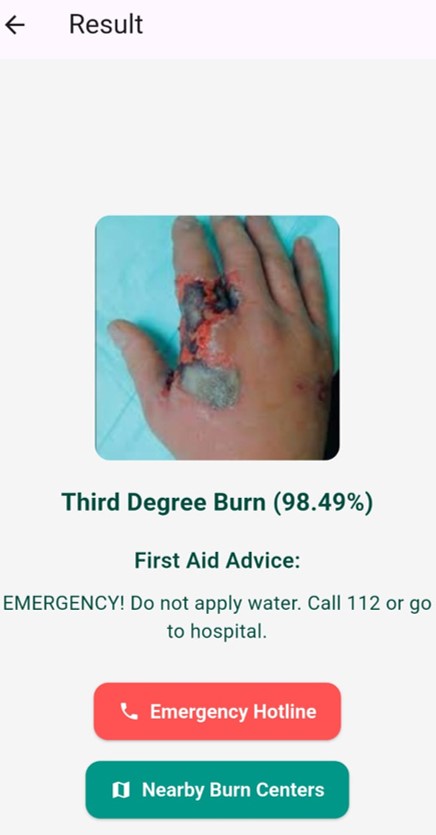 Result
Third Degree Burn (98.49%)
First Aid Advice:
EMERGENCY! Do not apply water. Call 112 or go
to hospital.
Emergency Hotline
Nearby Burn Centers